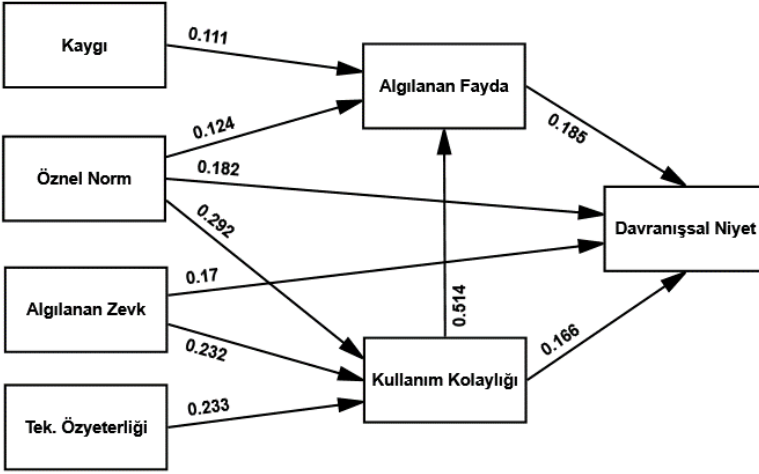 Kaygı
0.111
Algılanan Fayda
0.124
0.185
Öznel Norm
0.182
0.292
Davranışsal Niyet
Algılanan Zevk
0.17
0.232
0.514
0.166
Kullanım Kolaylığı
0.233
Tek. Özyeterliği